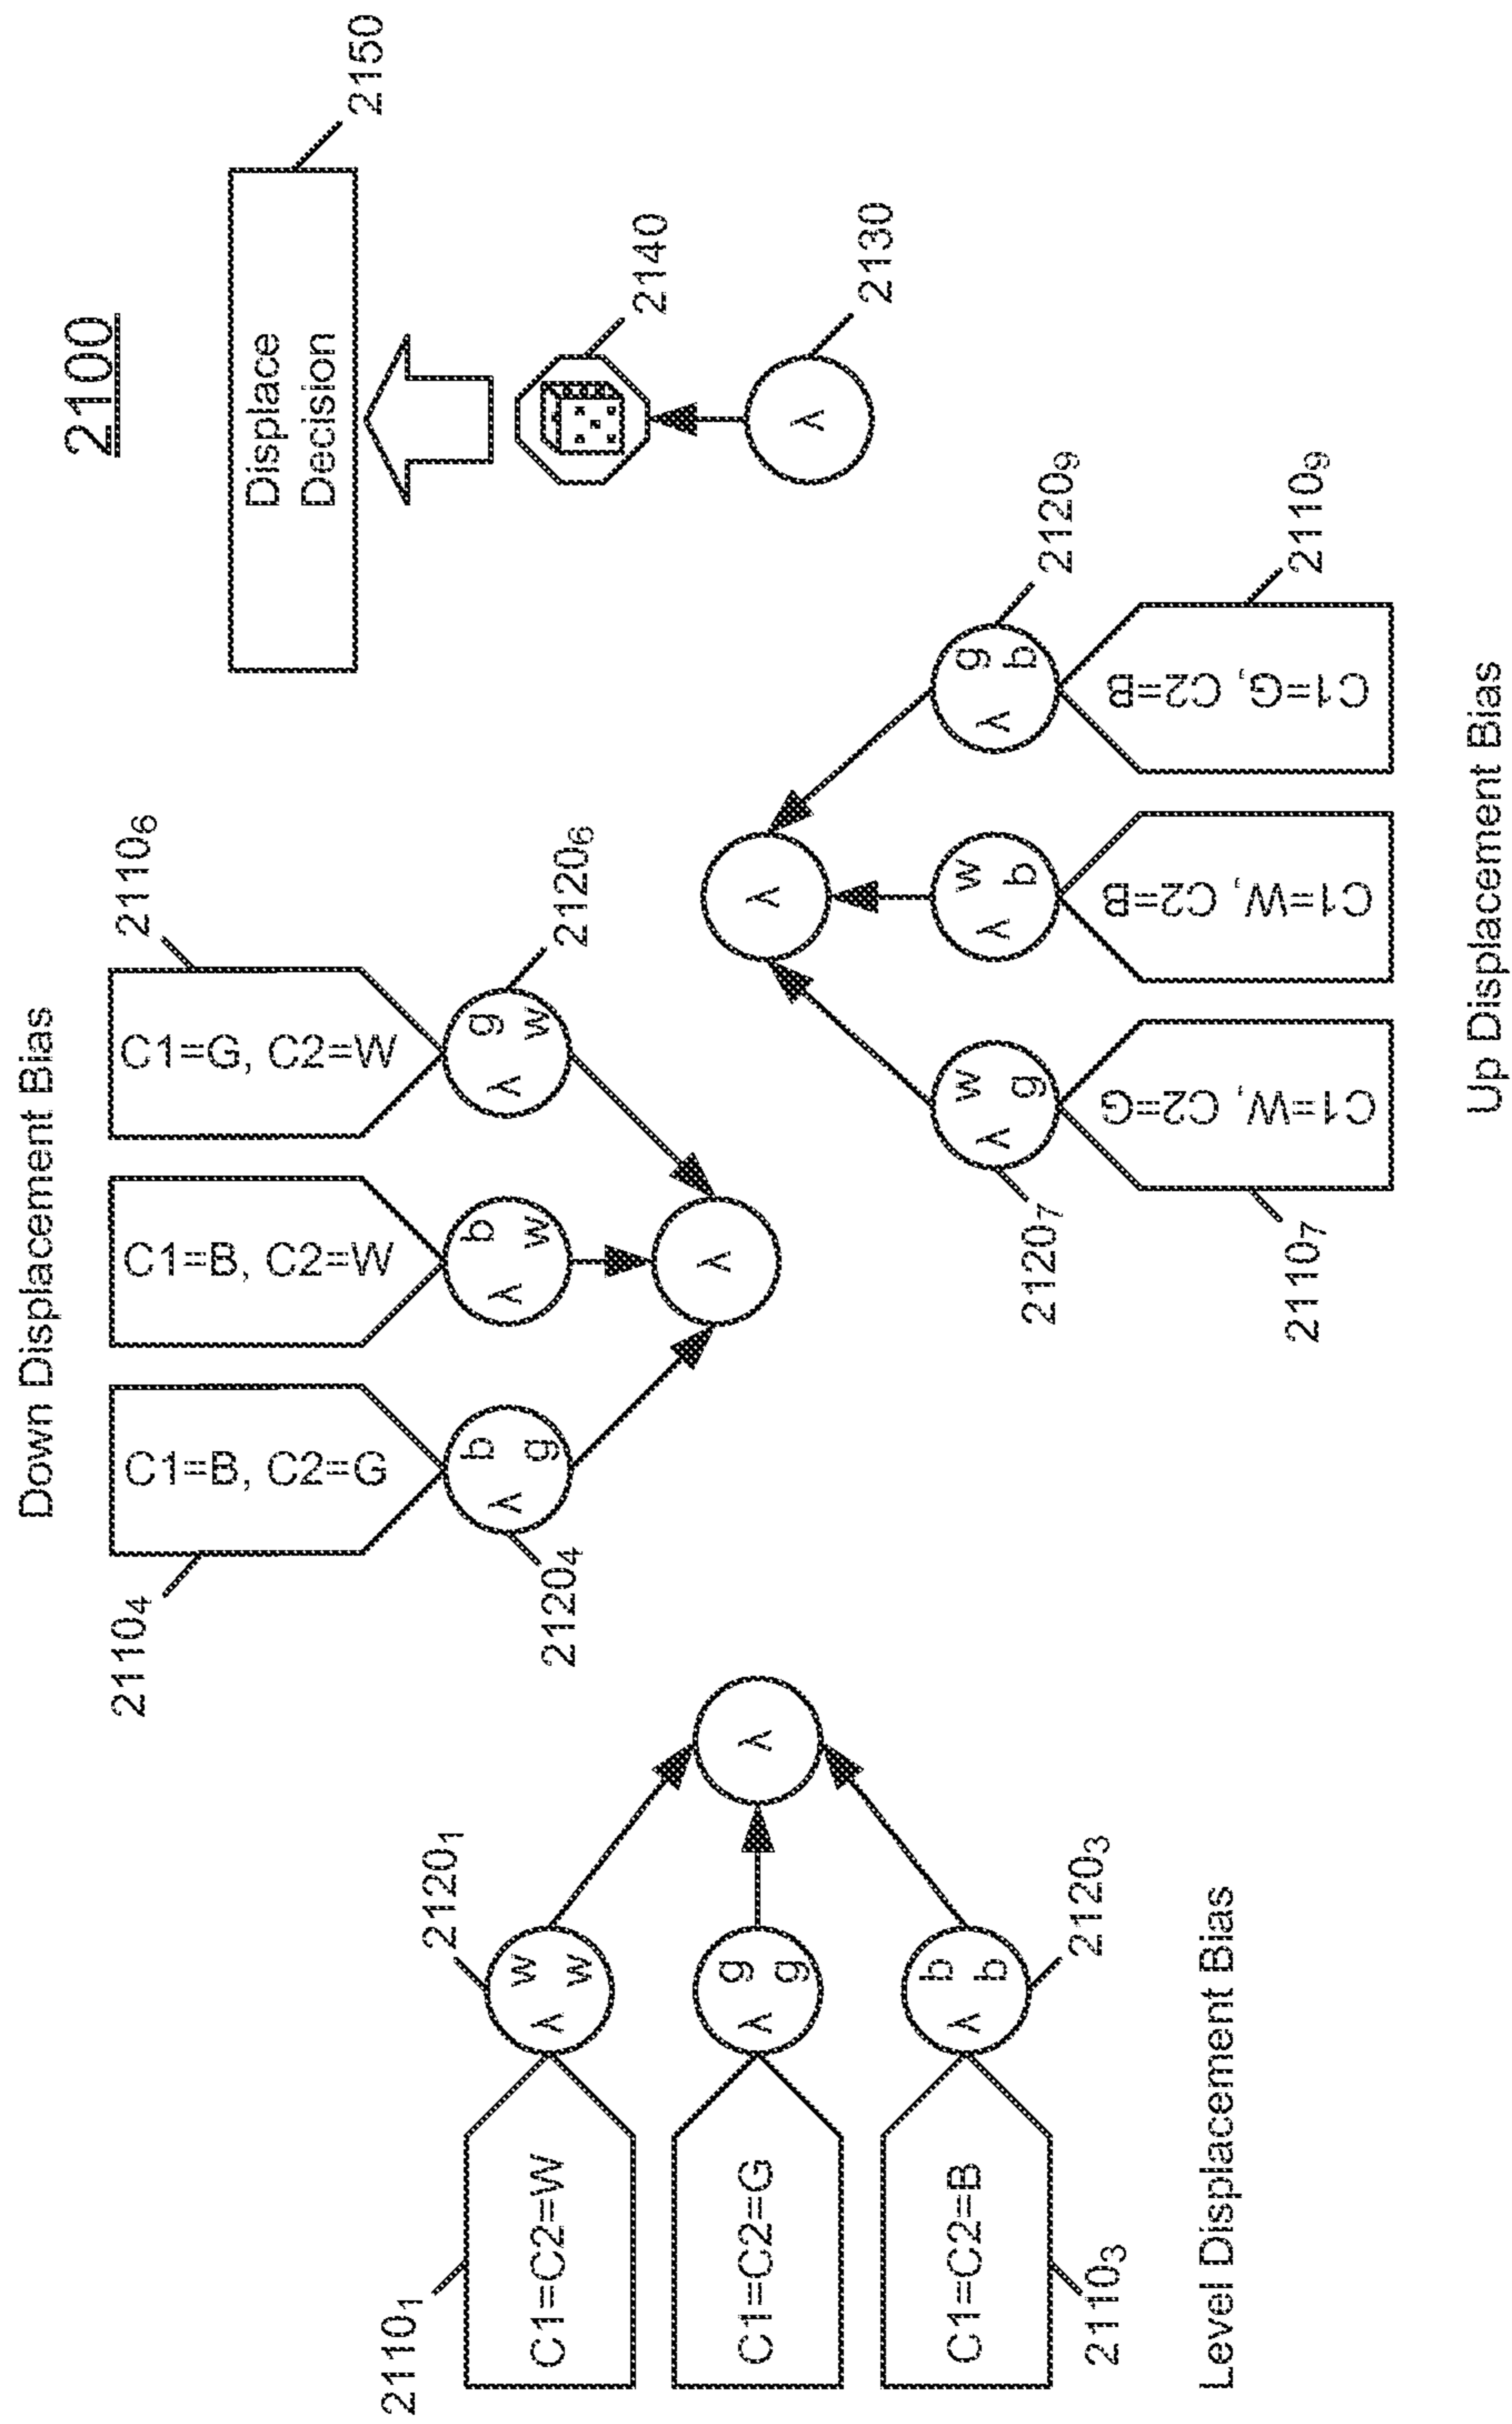 2100
Down Displacement Bias
2110₄
C1=B, C2=G
λ b g
2120₄
C1=B, C2=W
λ b w
2110₆
C1=G, C2=W
λ g w
2120₆
λ
Displace
Decision
2150
2140
λ
2130
2110₁
C1=C2=W
λ w w
2120₁
C1=C2=G
λ g g
λ
C1=C2=B
λ b b
2110₃
2120₃
Level Displacement Bias
λ
2120₇
λ w g
λ w b
λ g b
2120₉
2110₇
C1=W, C2=G
C1=W, C2=B
C1=G, C2=B
2110₉
Up Displacement Bias